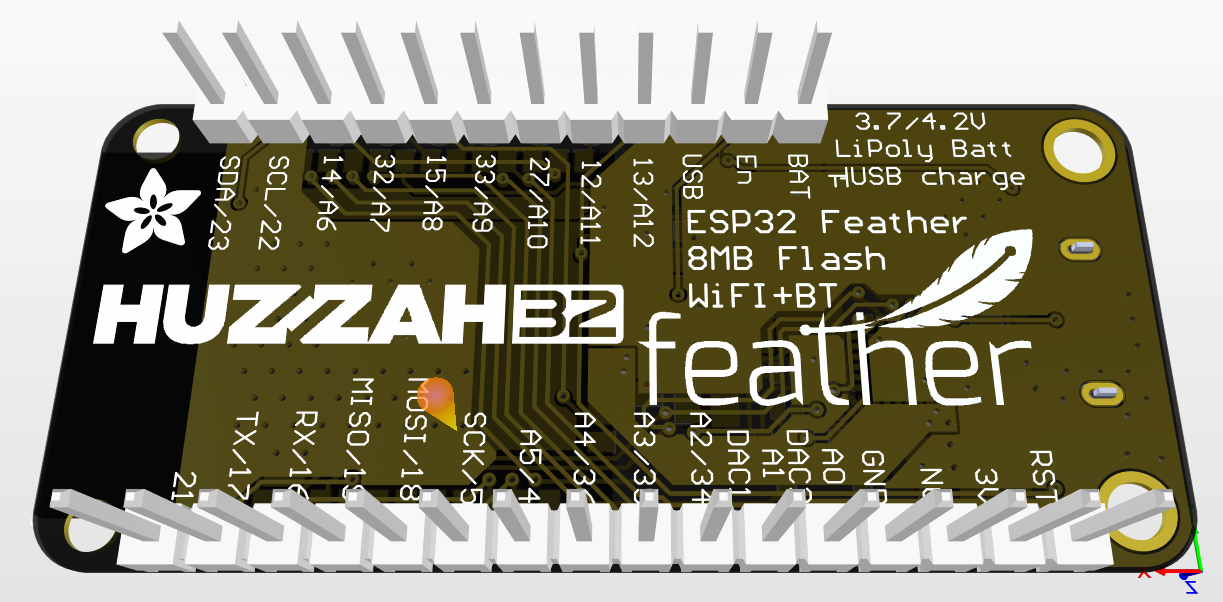 3.7/4.2V
LiPoly Batt
USB charge
SDA/23
SCL/22
14/A6
32/A7
15/A8
33/A9
27/A10
12/A11
13/A12
USB
En
BAT
ESP32 Feather
8MB Flash
WiFI+BT
HUZZAH32
feather
21
TX/17
RX/16
MISO/19
MOSI/18
SCK/5
A5/4
A4/36
A3/39
A2/34
DAC1
A1
DAC2
A0
GND
NC
3V
RST
X
Z